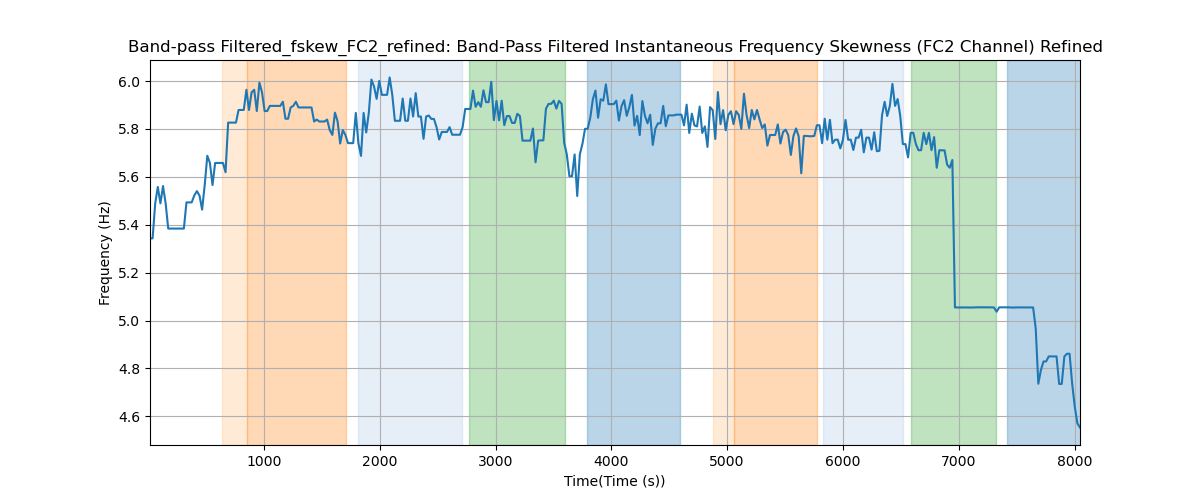 Band-pass Filtered_fskew_FC2_refined: Band-Pass Filtered Instantaneous Frequency Skewness (FC2 Channel) Refined
6.0
5.8
5.6
5.4
5.2
5.0
4.8
4.6
Frequency (Hz)
1000 2000 3000 4000 5000 6000 7000 8000
Time(Time (s))